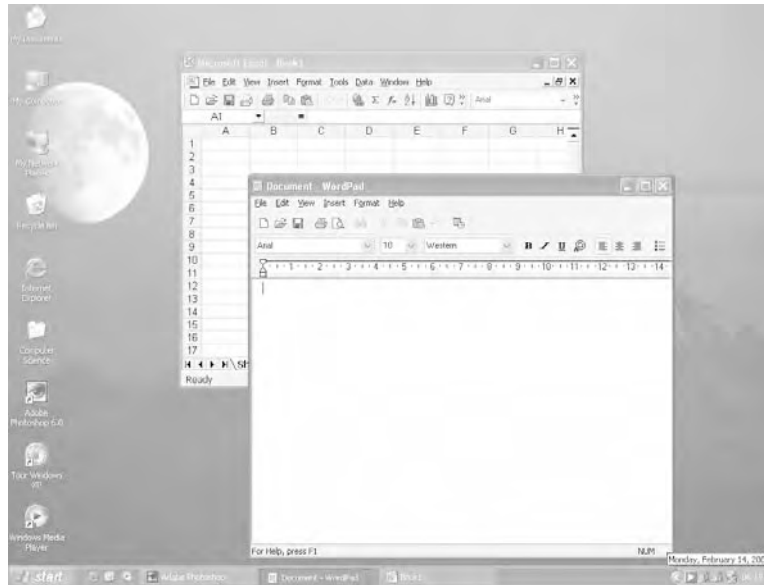 My Documents
My Computer
My Network
Places
Recycle Bin
Internet
Explorer
Computer
Science
Adobe
Photoshop 6.0
Tour Windows
XP
Windows Media
Player
Microsoft Excel - Book1
File Edit View Insert Format Tools Data Window Help
Arial
A1 =
A B C D E F G H
1
2
3
4
5
6
7
8
9
10
11
12
13
14
15
16
17
Ready
Document - WordPad
File Edit View Insert Format Help
Arial 10 Western B / U
1 2 3 4 5 6 7 8 9 10 11 12 13 14
For Help, press F1 NUM
Monday, February 14, 200
start Adobe Photoshop Document - WordPad Book1